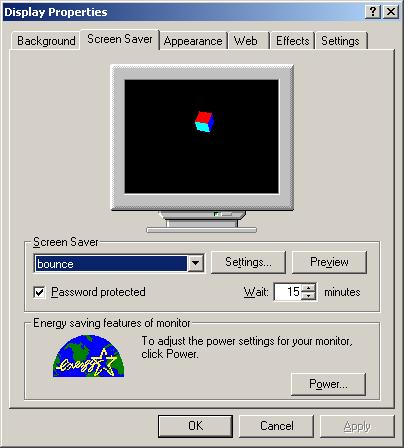 Display Properties
Background Screen Saver Appearance Web Effects Settings
Screen Saver
bounce Settings... Preview
Password protected Wait: 15 minutes
Energy saving features of monitor
energy
To adjust the power settings for your monitor,
click Power.
Power...
OK Cancel Apply